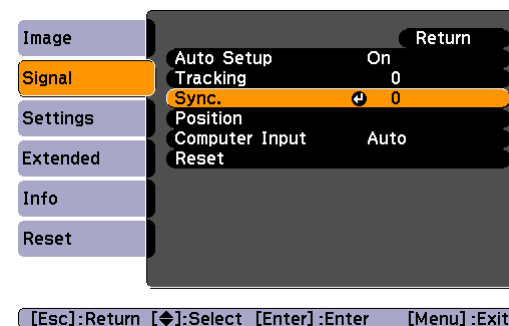 Image
Signal
Settings
Extended
Info
Reset
Return
Auto Setup On
Tracking 0
Sync. 0
Position
Computer Input Auto
Reset
[Esc]:Return [◆]:Select [Enter]:Enter [Menu]:Exit